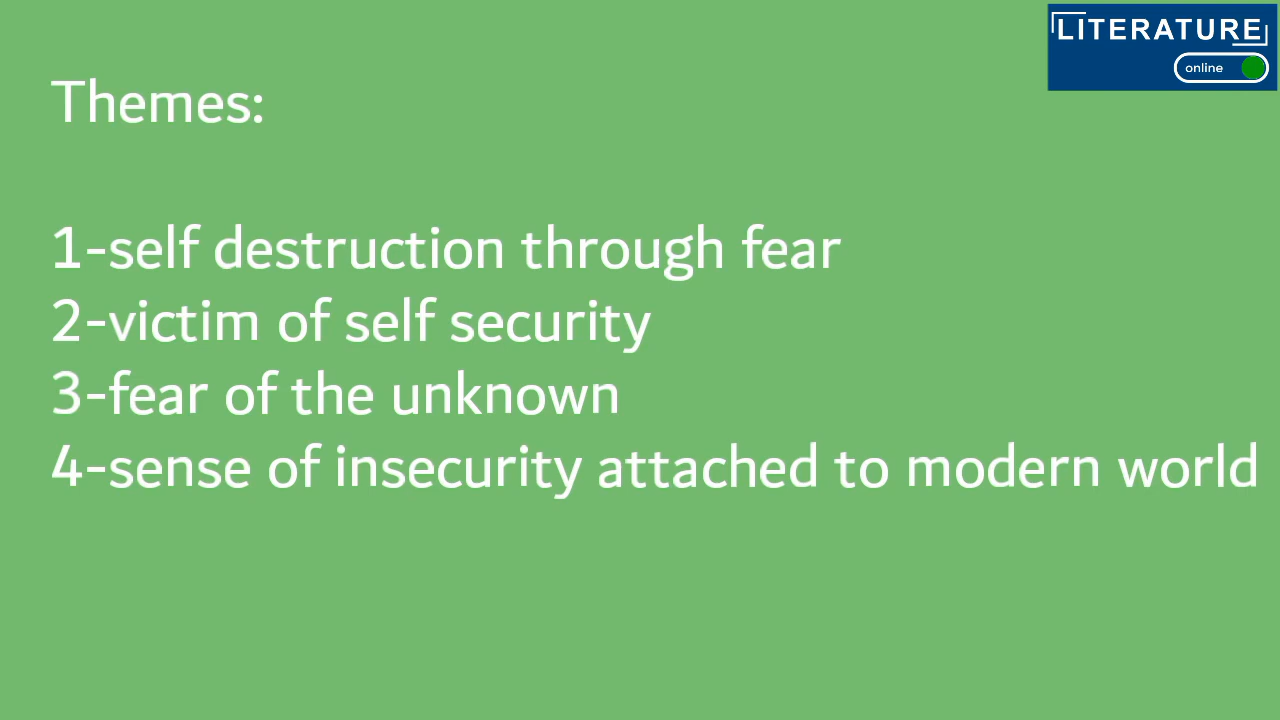 LITERATURE
online
Themes:
1-self destruction through fear
2-victim of self security
3-fear of the unknown
4-sense of insecurity attached to modern world